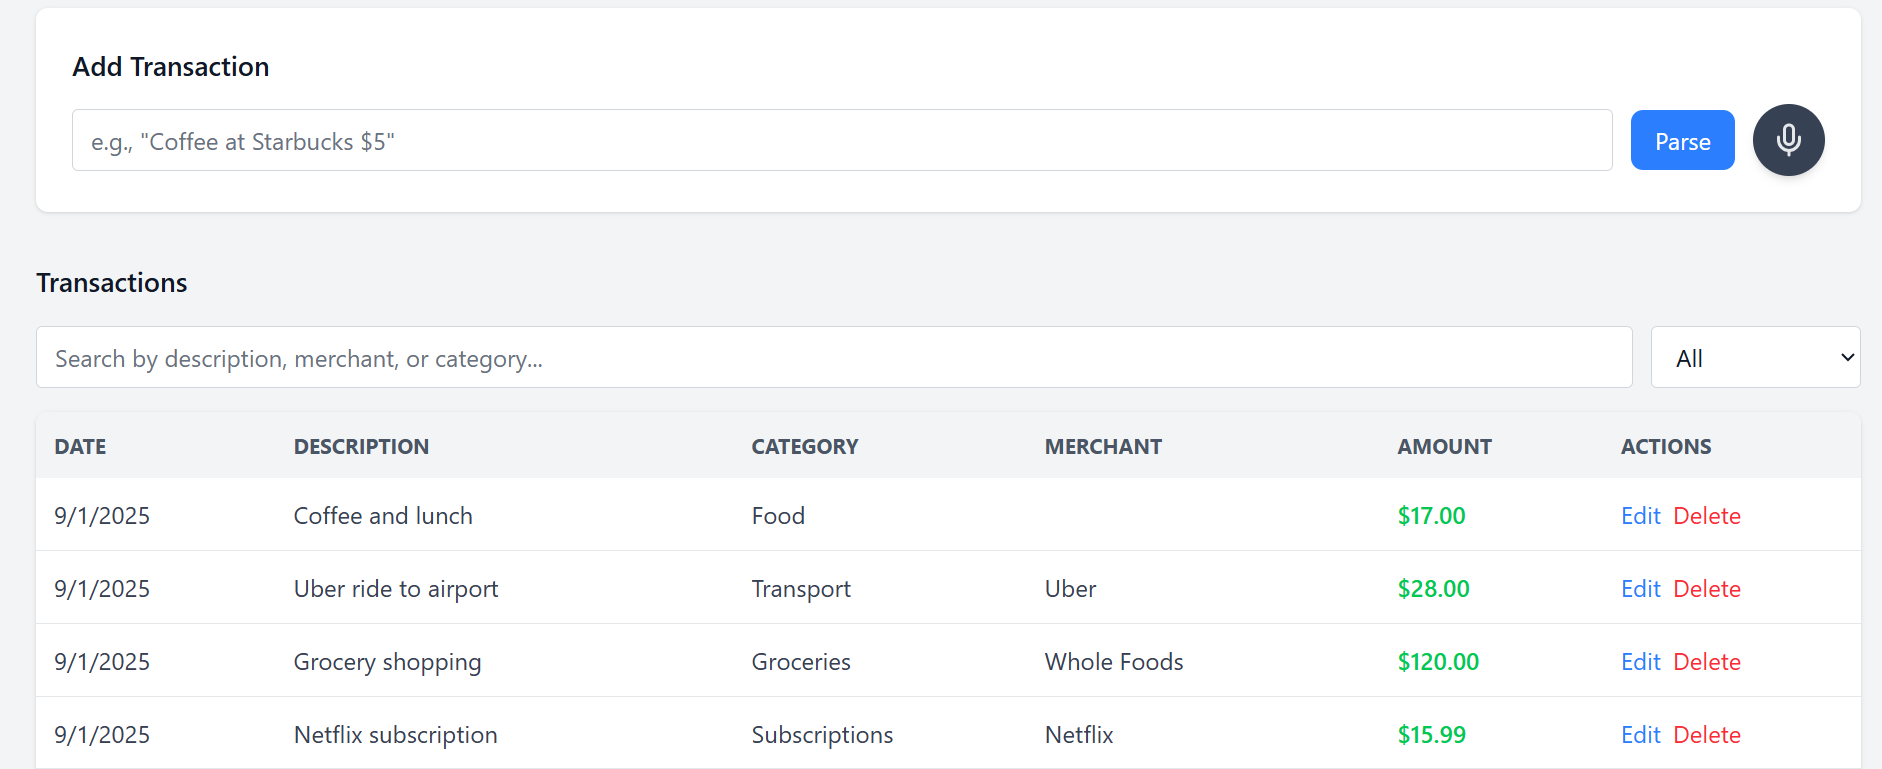 Add Transaction
e.g., "Coffee at Starbucks $5" Parse
Transactions
Search by description, merchant, or category... All
DATE DESCRIPTION CATEGORY MERCHANT AMOUNT ACTIONS
9/1/2025 Coffee and lunch Food $17.00 Edit Delete
9/1/2025 Uber ride to airport Transport Uber $28.00 Edit Delete
9/1/2025 Grocery shopping Groceries Whole Foods $120.00 Edit Delete
9/1/2025 Netflix subscription Subscriptions Netflix $15.99 Edit Delete